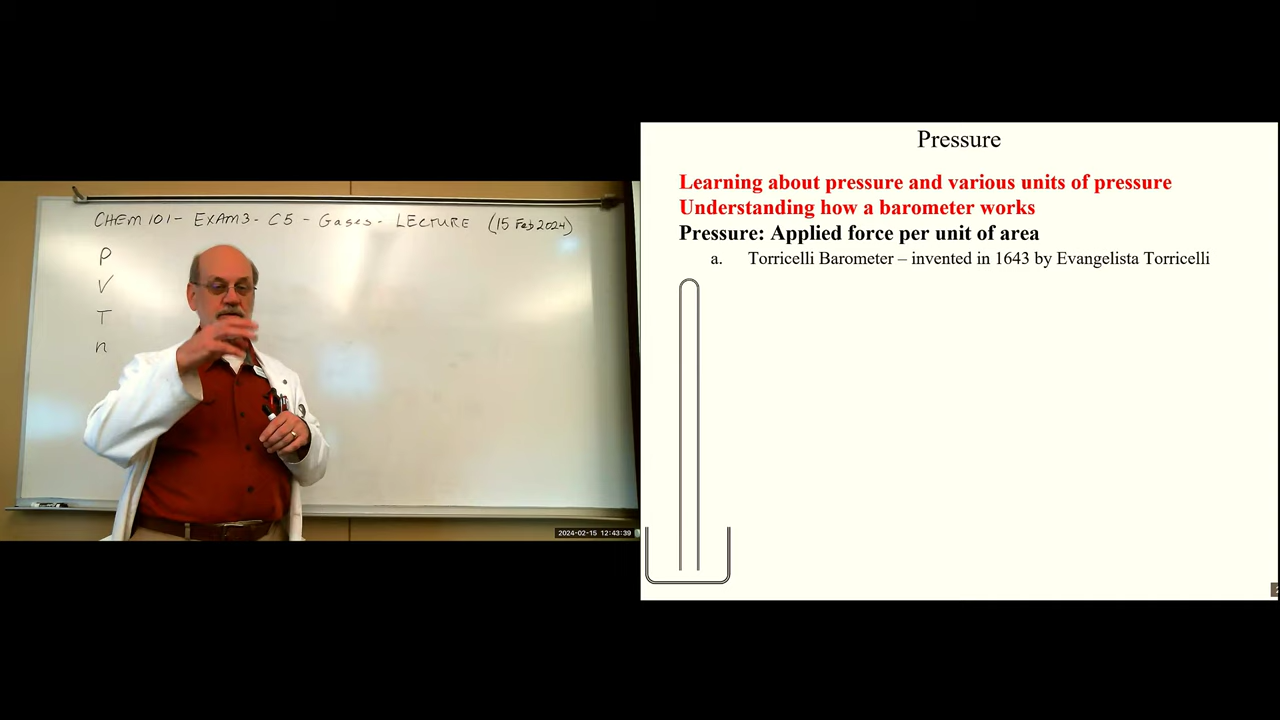 CHEM 101 - EXAM3 - C5 - Gases - LECTURE (15 Feb 2024)
P
V
T
n
2024-02-15 12:43:39
Pressure
Learning about pressure and various units of pressure
Understanding how a barometer works
Pressure: Applied force per unit of area
a. Torricelli Barometer – invented in 1643 by Evangelista Torricelli